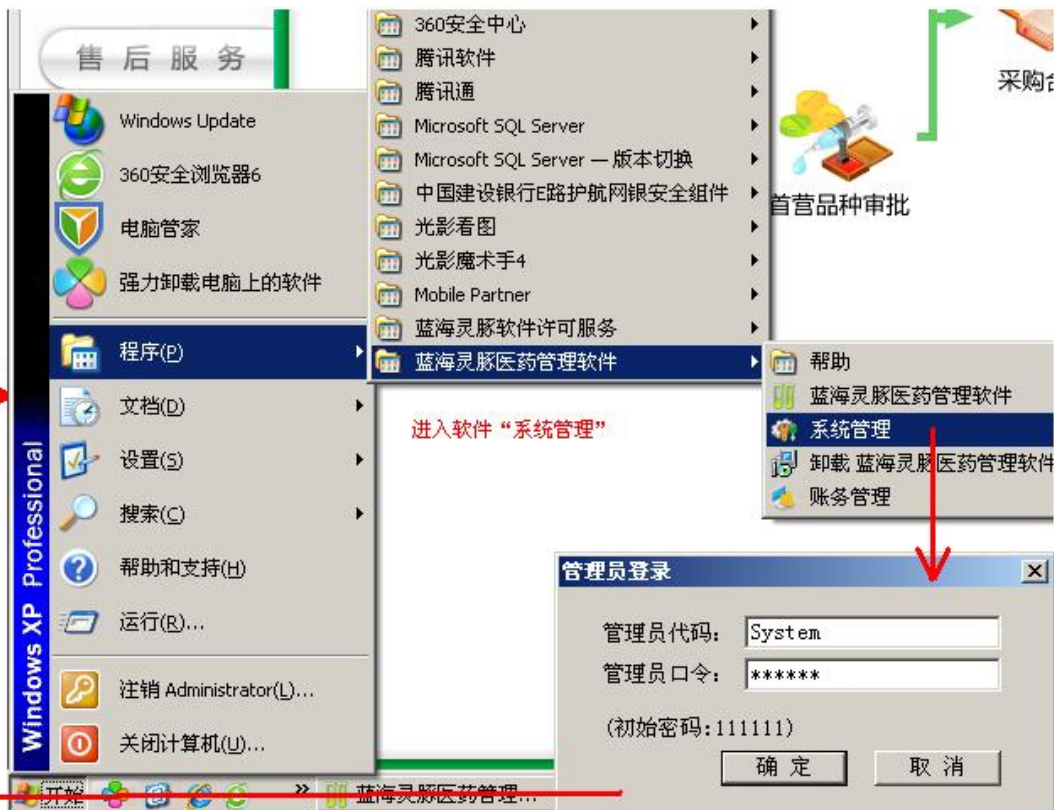 售后服务
360安全中心
腾讯软件
腾讯通
Microsoft SQL Server
Microsoft SQL Server — 版本切换
中国建设银行E路护航网银安全组件
光影看图
光影魔术手4
Mobile Partner
蓝海灵豚软件许可服务
蓝海灵豚医药管理软件
采购合
首营品种审批
Windows Update
360安全浏览器6
电脑管家
强力卸载电脑上的软件
程序(P)
文档(D)
设置(S)
搜索(C)
帮助和支持(H)
运行(R)...
注销 Administrator(L)...
关闭计算机(U)...
Windows XP Professional
帮助
蓝海灵豚医药管理软件
系统管理
卸载 蓝海灵豚医药管理软件
账务管理
进入软件“系统管理”
管理员登录
管理员代码: System
管理员口令: ******
(初始密码:111111)
确定 取消
开始 » 蓝海灵豚医药管理...